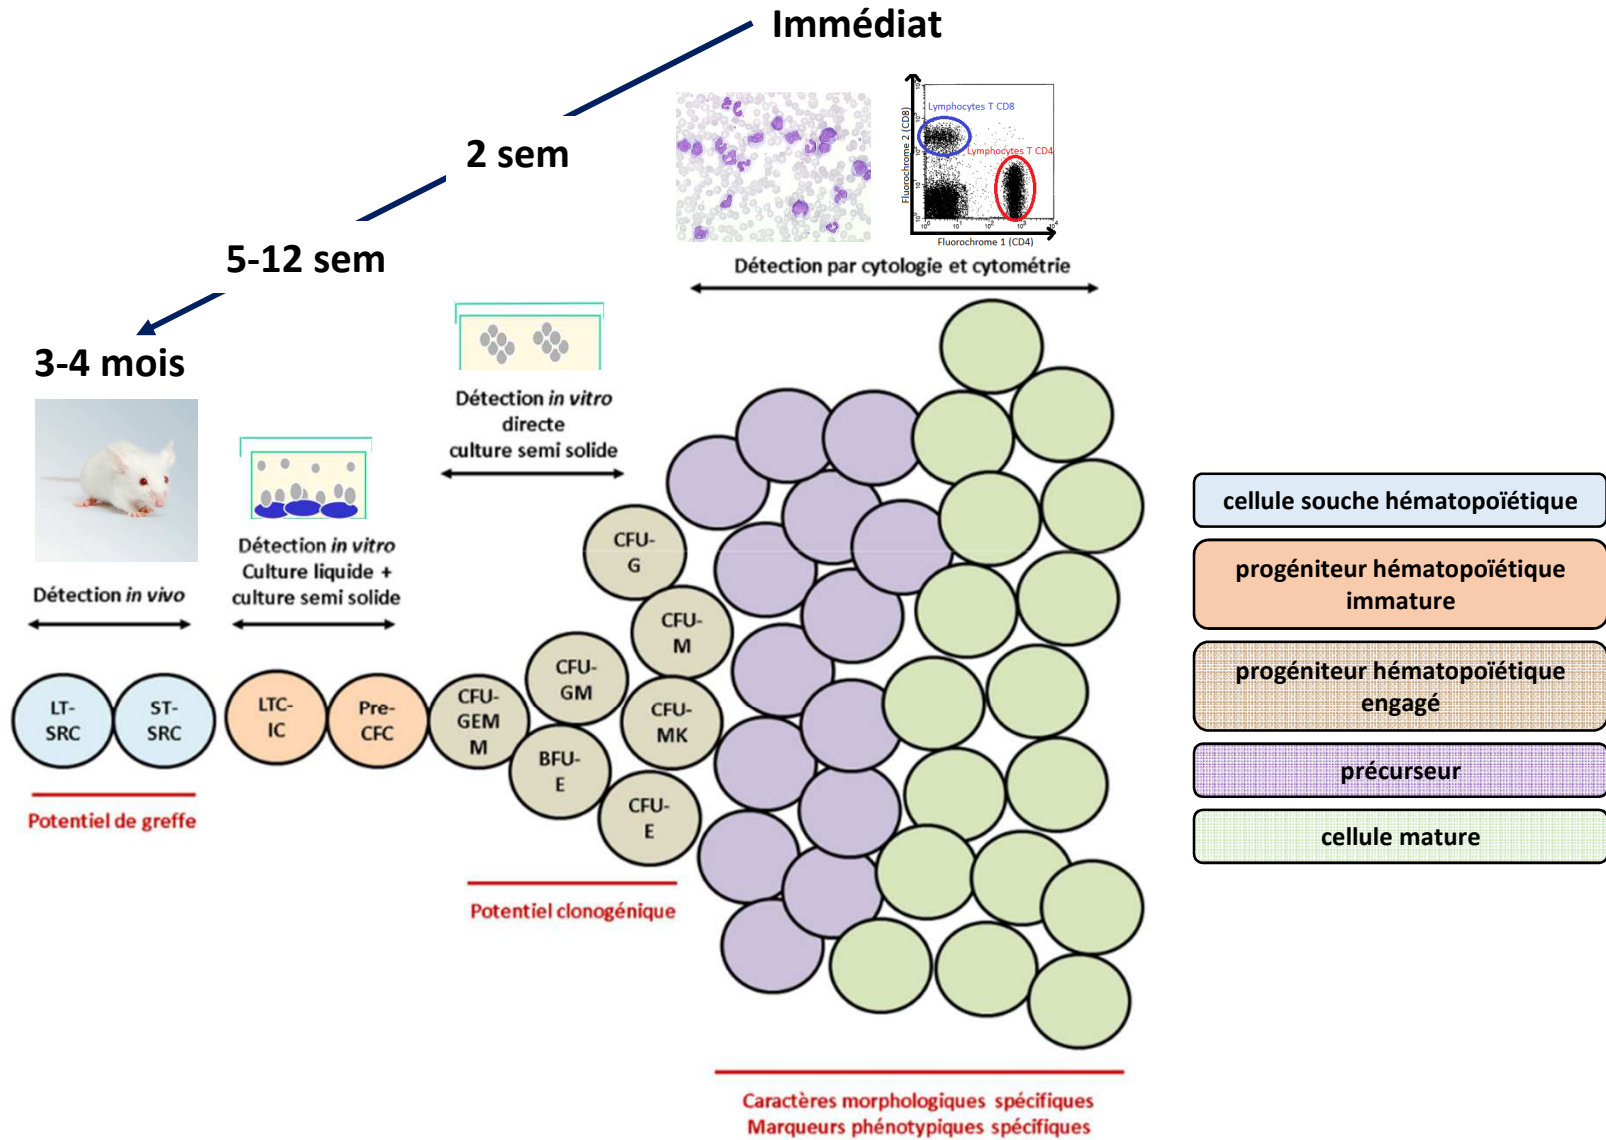 Immédiat
2 sem
5-12 sem
3-4 mois
Fluorochrome 2 (CD8)
Lymphocytes T CD8
Lymphocytes T CD4
Fluorochrome 1 (CD4)
Détection par cytologie et cytométrie
Détection in vitro
directe
culture semi solide
Détection in vitro
Culture liquide +
culture semi solide
Détection in vivo
LT-
SRC
ST-
SRC
LTC-
IC
Pre-
CFC
CFU-
GEM
M
CFU-
GM
BFU-
E
CFU-
G
CFU-
M
CFU-
MK
CFU-
E
Potentiel de greffe
Potentiel clonogénique
Caractères morphologiques spécifiques
Marqueurs phénotypiques spécifiques
cellule souche hématopoïétique
progéniteur hématopoïétique
immature
progéniteur hématopoïétique
engagé
précurseur
cellule mature